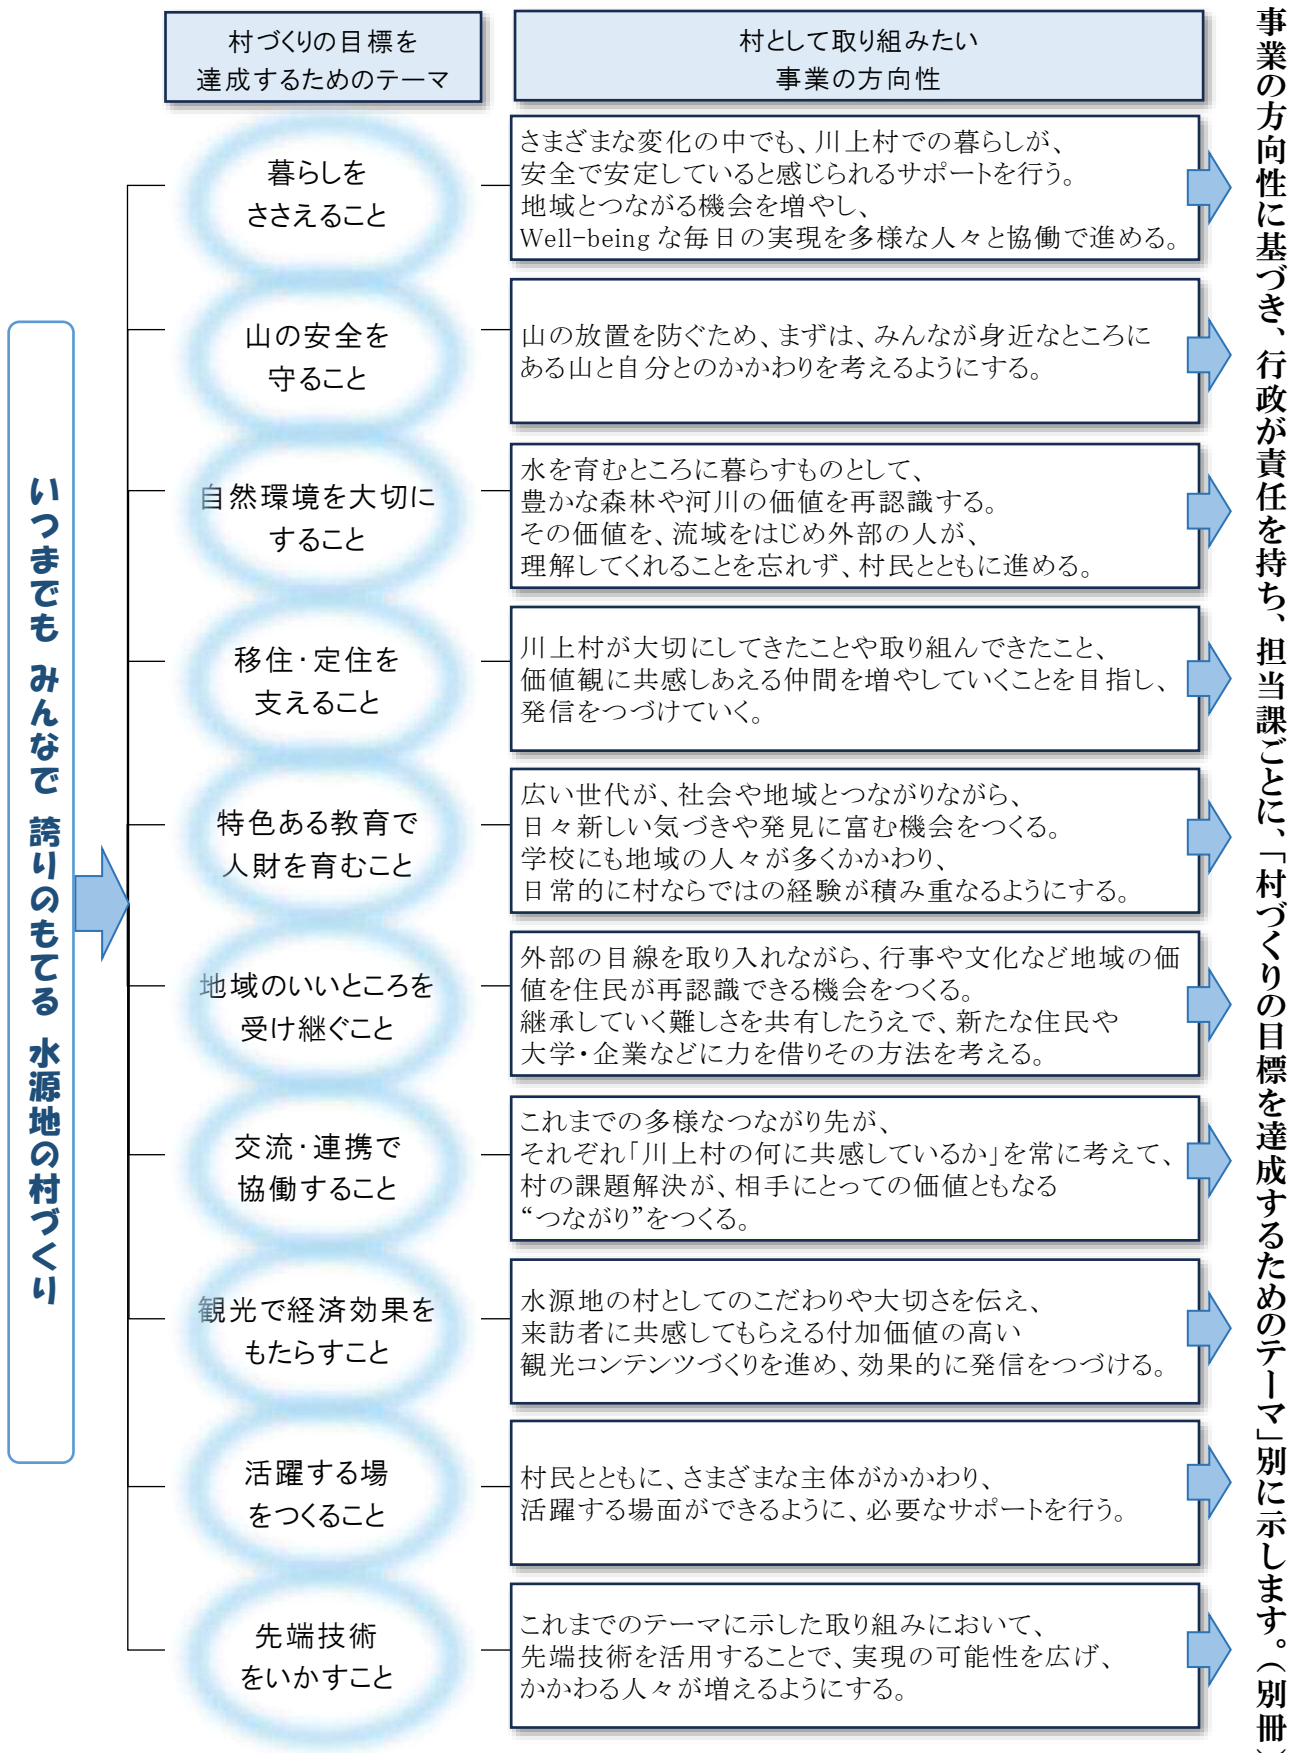 村づくりの目標を
達成するためのテーマ
村として取り組みたい
事業の方向性
いつまでも みんなで 誇りのもてる 水源地の村づくり
暮らしを
ささえること
さまざまな変化の中でも、川上村での暮らしが、
安全で安定していると感じられるサポートを行う。
地域とつながる機会を増やし、
Well-being な毎日の実現を多様な人々と協働で進める。
山の安全を
守ること
山の放置を防ぐため、まずは、みんなが身近なところに
ある山と自分とのかかわりを考えるようにする。
自然環境を大切に
すること
水を育むところに暮らすものとして、
豊かな森林や河川の価値を再認識する。
その価値を、流域をはじめ外部の人が、
理解してくれることを忘れず、村民とともに進める。
移住・定住を
支えること
川上村が大切にしてきたことや取り組んできたこと、
価値観に共感しあえる仲間を増やしていくことを目指し、
発信をつづけていく。
特色ある教育で
人財を育むこと
広い世代が、社会や地域とつながりながら、
日々新しい気づきや発見に富む機会をつくる。
学校にも地域の人々が多くかかわり、
日常的に村ならではの経験が積み重なるようにする。
地域のいいところを
受け継ぐこと
外部の目線を取り入れながら、行事や文化など地域の価
値を住民が再認識できる機会をつくる。
継承していく難しさを共有したうえで、新たな住民や
大学・企業などに力を借りその方法を考える。
交流・連携で
協働すること
これまでの多様なつながり先が、
それぞれ「川上村の何に共感しているか」を常に考えて、
村の課題解決が、相手にとっての価値ともなる
“つながり”をつくる。
観光で経済効果を
もたらすこと
水源地の村としてのこだわりや大切さを伝え、
来訪者に共感してもらえる付加価値の高い
観光コンテンツづくりを進め、効果的に発信をつづける。
活躍する場
をつくること
村民とともに、さまざまな主体がかかわり、
活躍する場面ができるように、必要なサポートを行う。
先端技術
をいかすこと
これまでのテーマに示した取り組みにおいて、
先端技術を活用することで、実現の可能性を広げ、
かかわる人々が増えるようにする。
事業の方向性に基づき、行政が責任を持ち、担当課ごとに、「村づくりの目標を達成するためのテーマ」別に示します。（別冊）